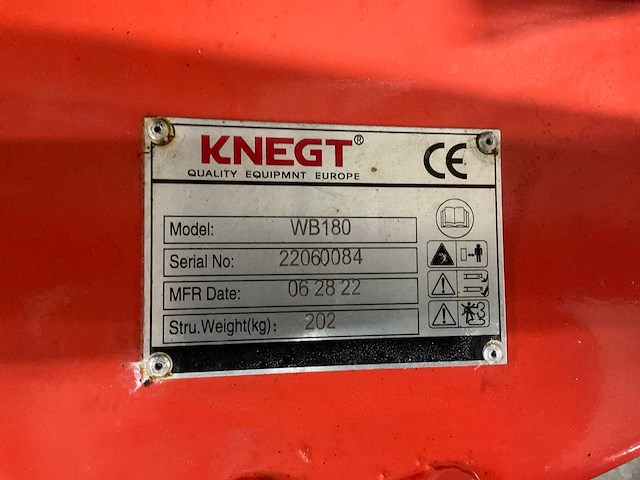 KNEGT®
QUALITY EQUIPMNT EUROPE
CE
Model: WB180
Serial No: 22060084
MFR Date: 06 28 22
Stru.Weight(kg): 202